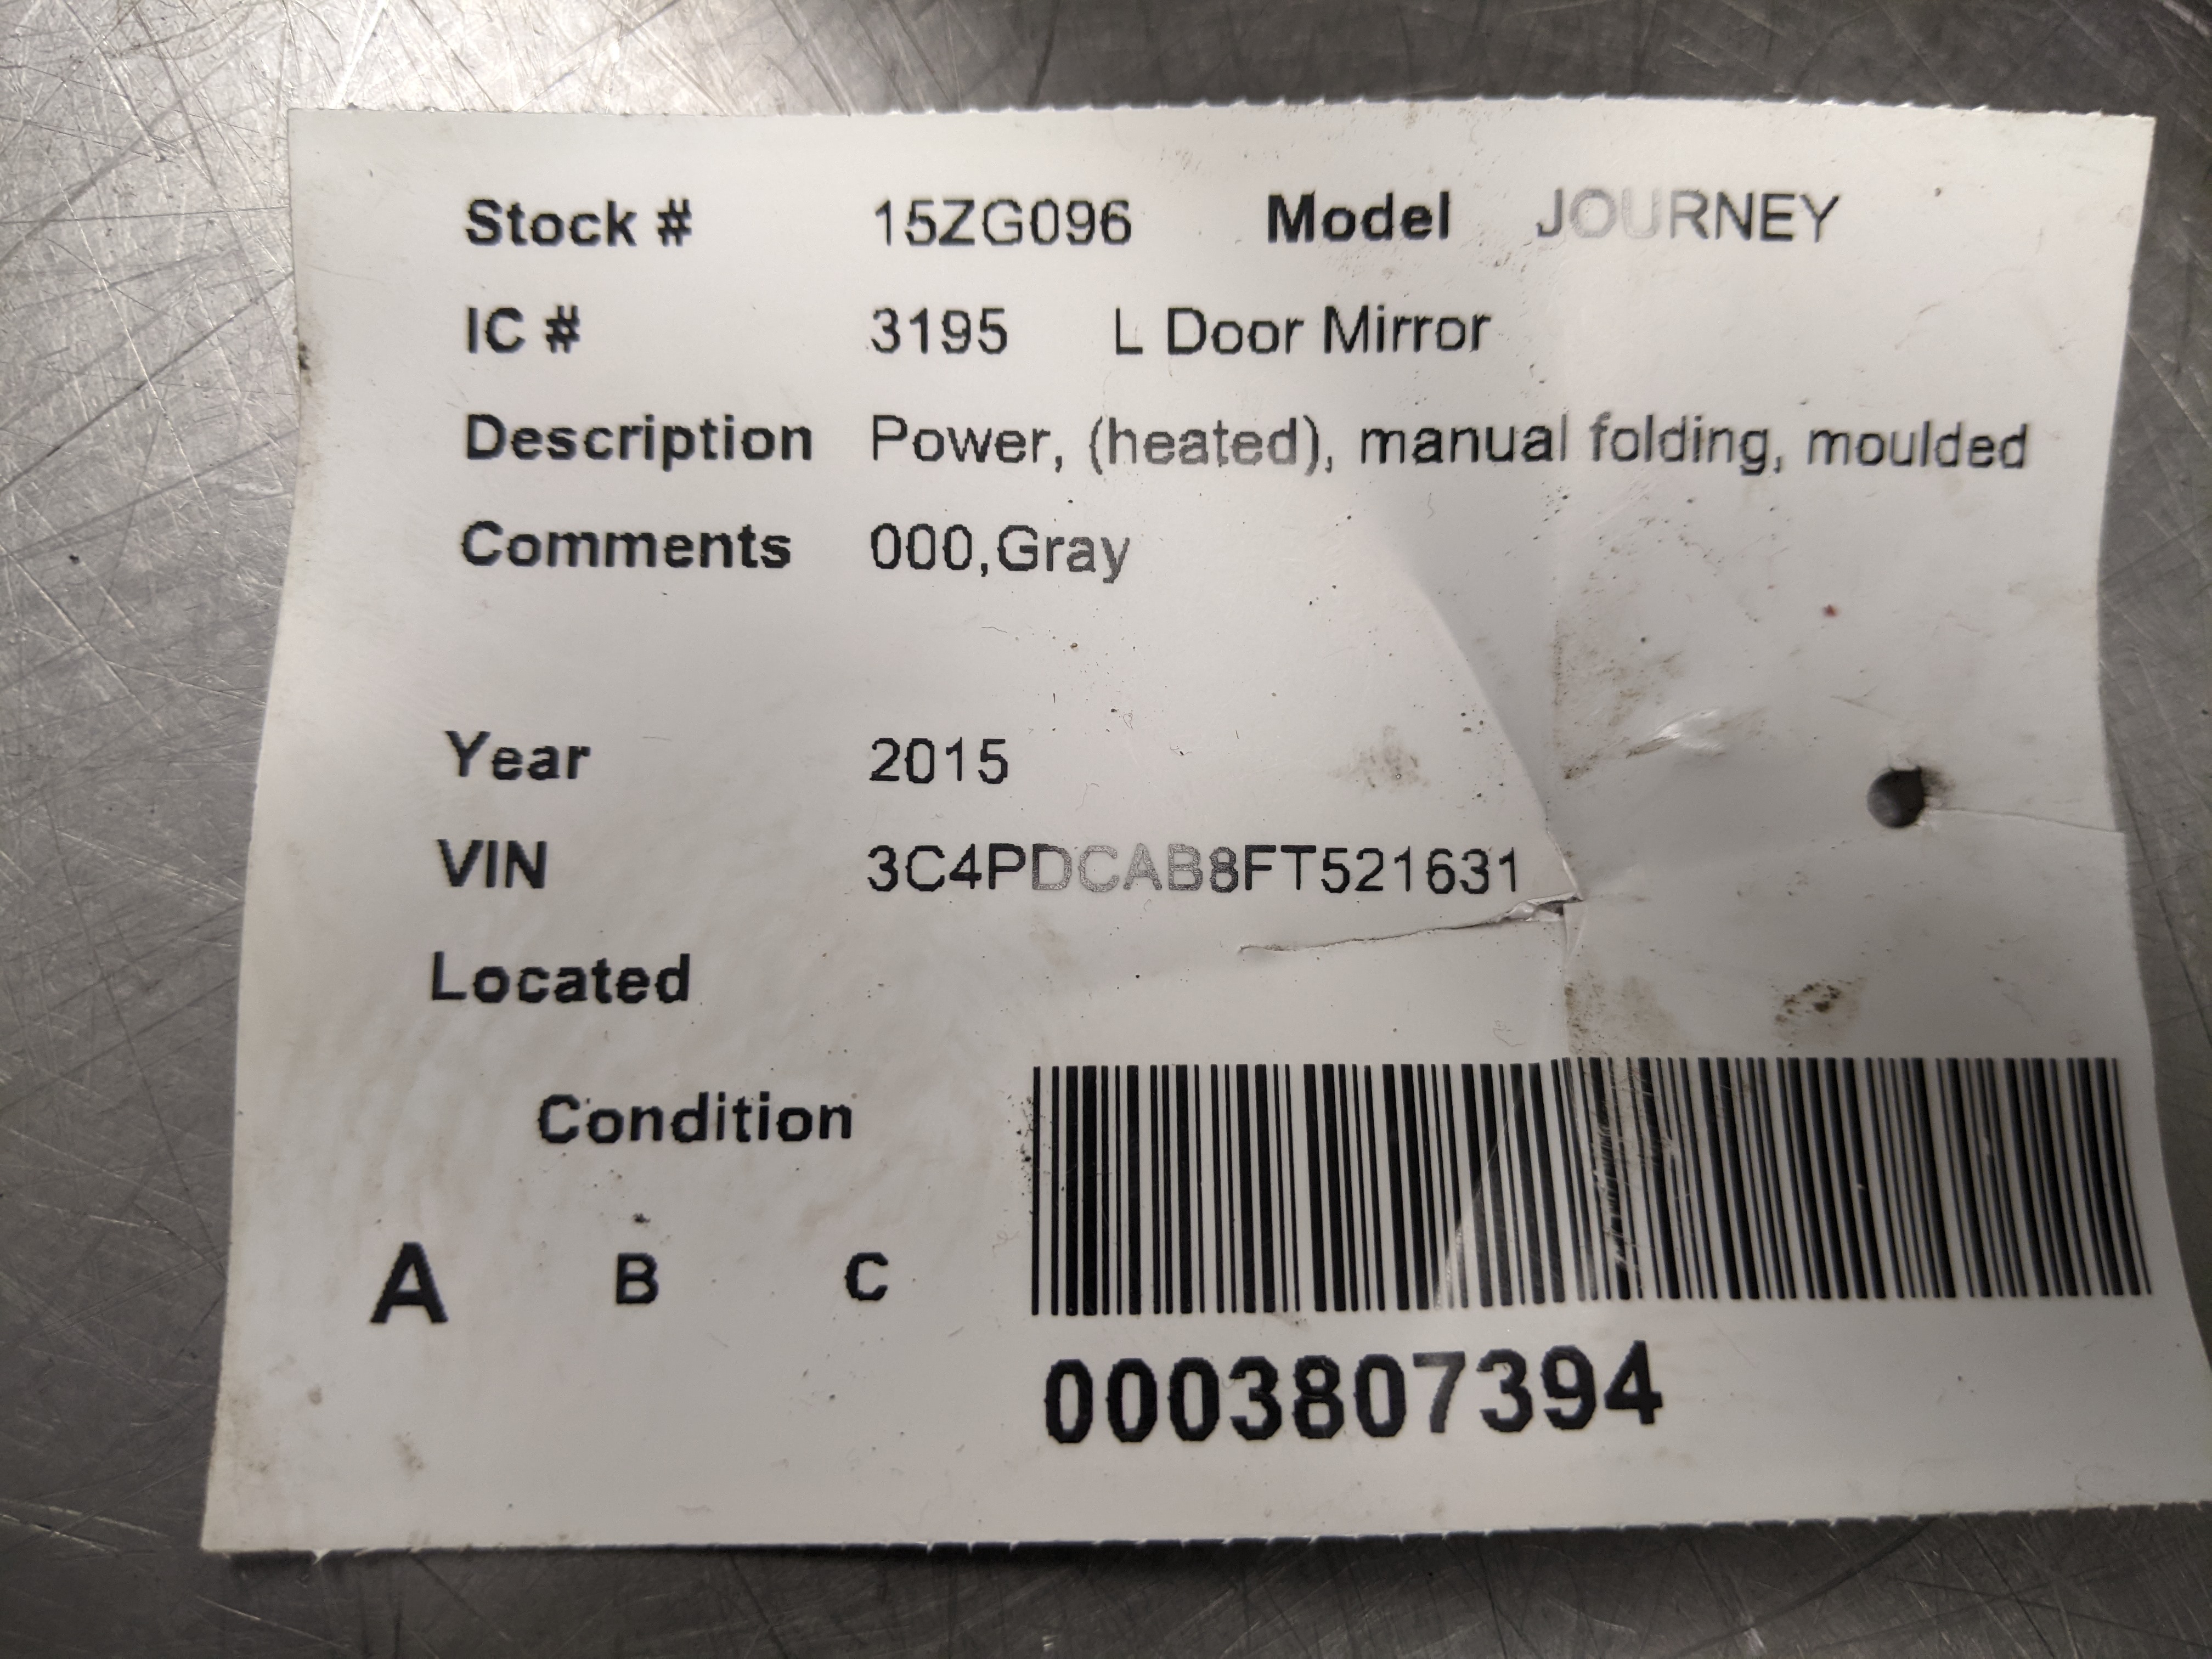 Stock # 15ZG096 Model JOURNEY
IC # 3195 L Door Mirror
Description Power, (heated), manual folding, moulded
Comments 000,Gray
Year 2015
VIN 3C4PDCAB8FT521631
Located
Condition
A B C
0003807394